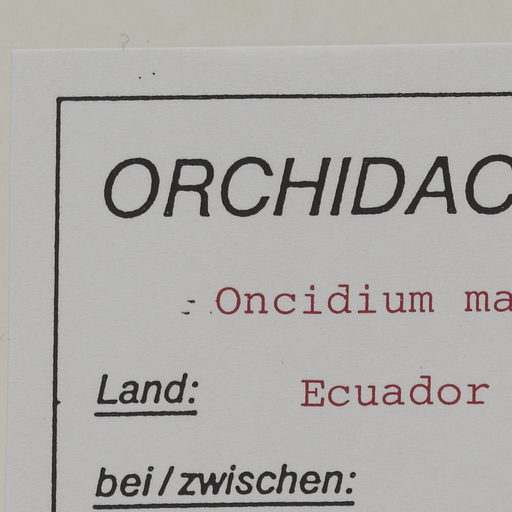 ORCHIDAC
Oncidium ma
Land: Ecuador
bei/zwischen: